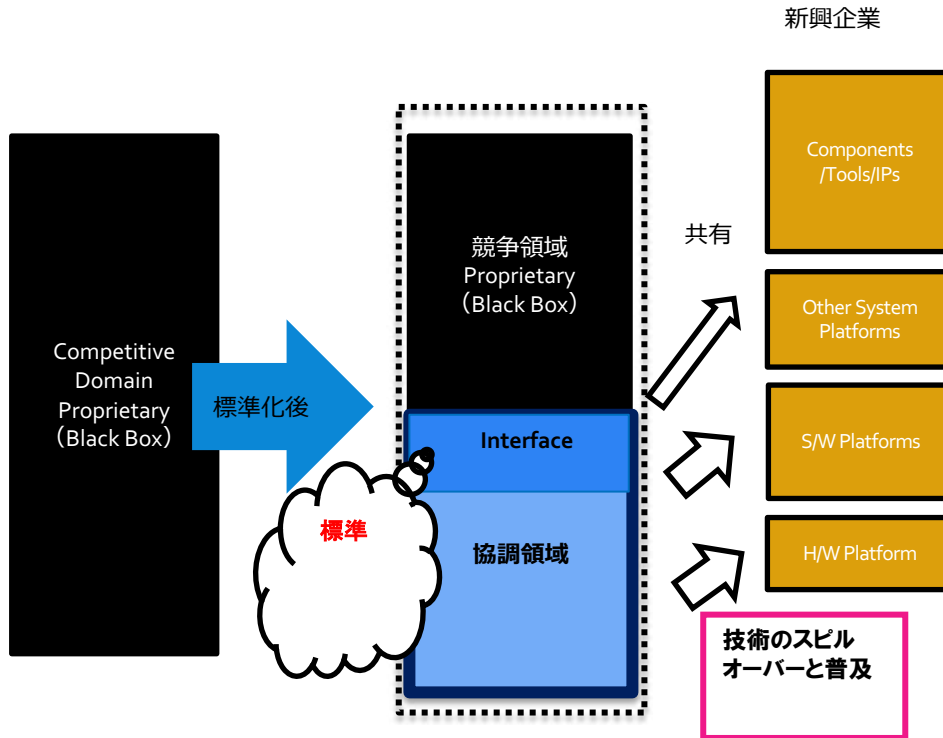 新興企業
Competitive
Domain
Proprietary
（Black Box）
標準化後
競争領域
Proprietary
（Black Box）
Interface
標準
協調領域
共有
Components
/Tools/IPs
Other System
Platforms
S/W Platforms
H/W Platform
技術のスピル
オーバーと普及